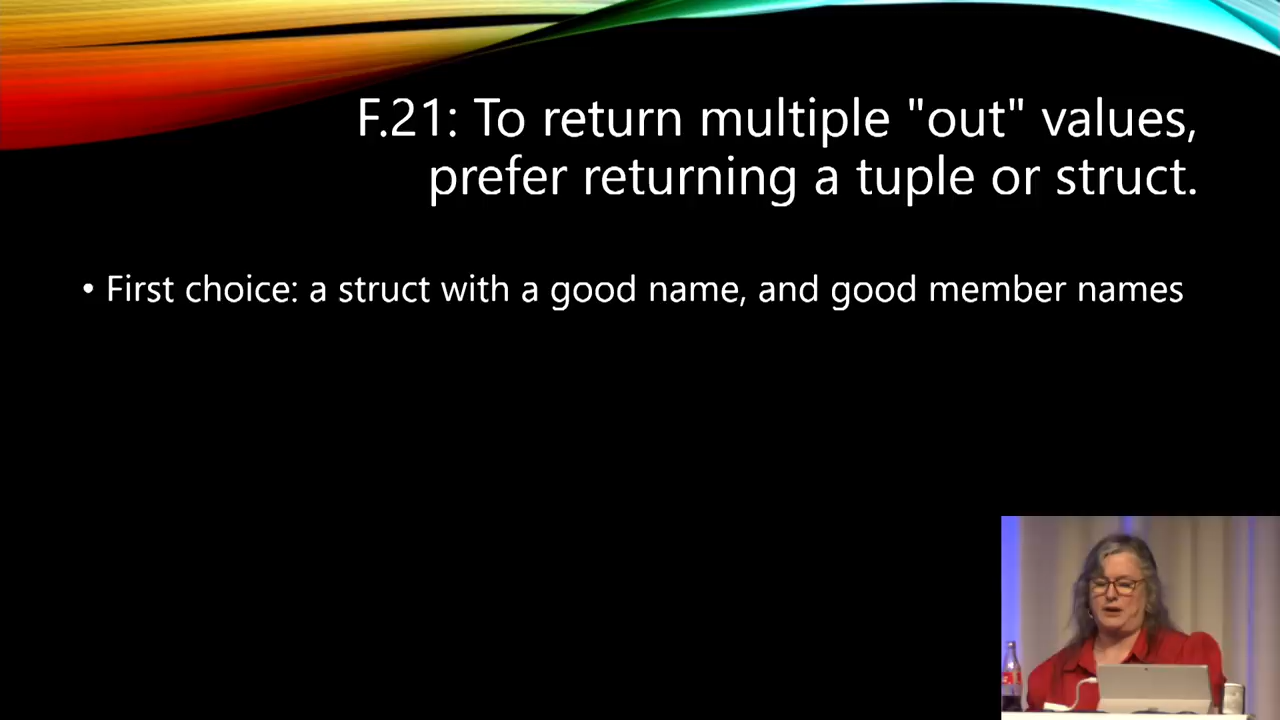 F.21: To return multiple "out" values,
prefer returning a tuple or struct.
• First choice: a struct with a good name, and good member names